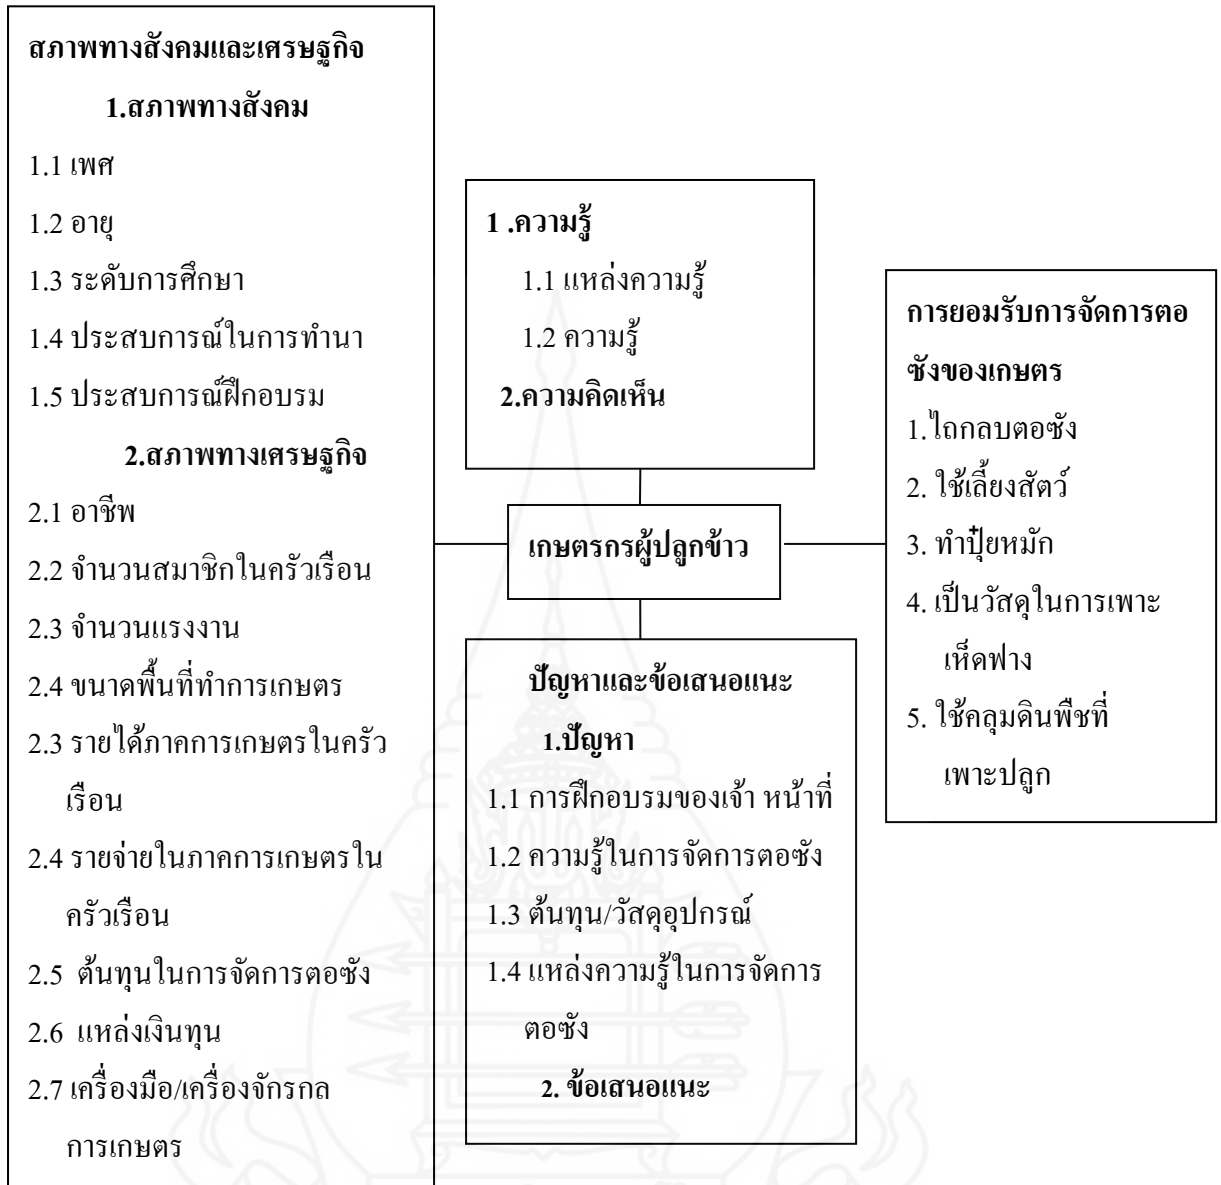 สภาพทางสังคมและเศรษฐกิจ
1.สภาพทางสังคม
1.1 เพศ
1.2 อายุ
1.3 ระดับการศึกษา
1.4 ประสบการณ์ในการทำนา
1.5 ประสบการณ์ฝึกอบรม
2.สภาพทางเศรษฐกิจ
2.1 อาชีพ
2.2 จำนวนสมาชิกในครัวเรือน
2.3 จำนวนแรงงาน
2.4 ขนาดพื้นที่ทำการเกษตร
2.3 รายได้ภาคการเกษตรในครัว
เรือน
2.4 รายจ่ายในภาคการเกษตรใน
ครัวเรือน
2.5 ต้นทุนในการจัดการตอซัง
2.6 แหล่งเงินทุน
2.7 เครื่องมือ/เครื่องจักรกล
การเกษตร
1 .ความรู้
1.1 แหล่งความรู้
1.2 ความรู้
2.ความคิดเห็น
เกษตรกรผู้ปลูกข้าว
ปัญหาและข้อเสนอแนะ
1.ปัญหา
1.1 การฝึกอบรมของเจ้า หน้าที่
1.2 ความรู้ในการจัดการตอซัง
1.3 ต้นทุน/วัสดุอุปกรณ์
1.4 แหล่งความรู้ในการจัดการ
ตอซัง
2. ข้อเสนอแนะ
การยอมรับการจัดการตอ
ซังของเกษตร
1.ไถกลบตอซัง
2. ใช้เลี้ยงสัตว์
3. ทำปุ๋ยหมัก
4. เป็นวัสดุในการเพาะ
เห็ดฟาง
5. ใช้คลุมดินพืชที่
เพาะปลูก